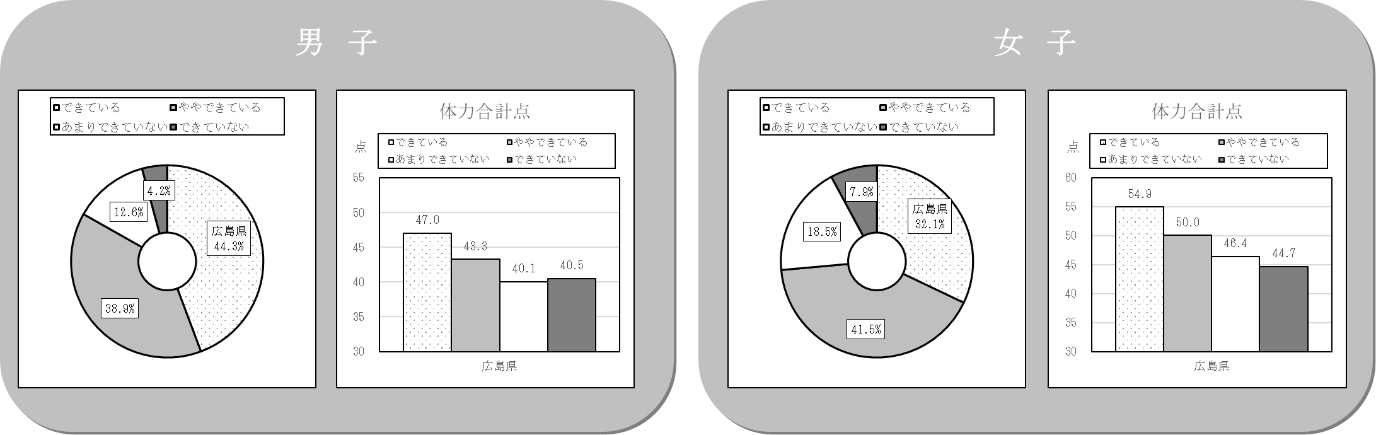 男 子
できている
ややできている
あまりできていない
できていない
4.2%
12.6%
広島県
44.3%
38.9%
体力合計点
できている
ややできている
あまりできていない
できていない
点
55
50
45
40
35
30
47.0
43.3
40.1
40.5
広島県
女 子
できている
ややできている
あまりできていない
できていない
7.9%
18.5%
広島県
32.1%
41.5%
体力合計点
できている
ややできている
あまりできていない
できていない
点
60
55
50
45
40
35
30
54.9
50.0
46.4
44.7
広島県